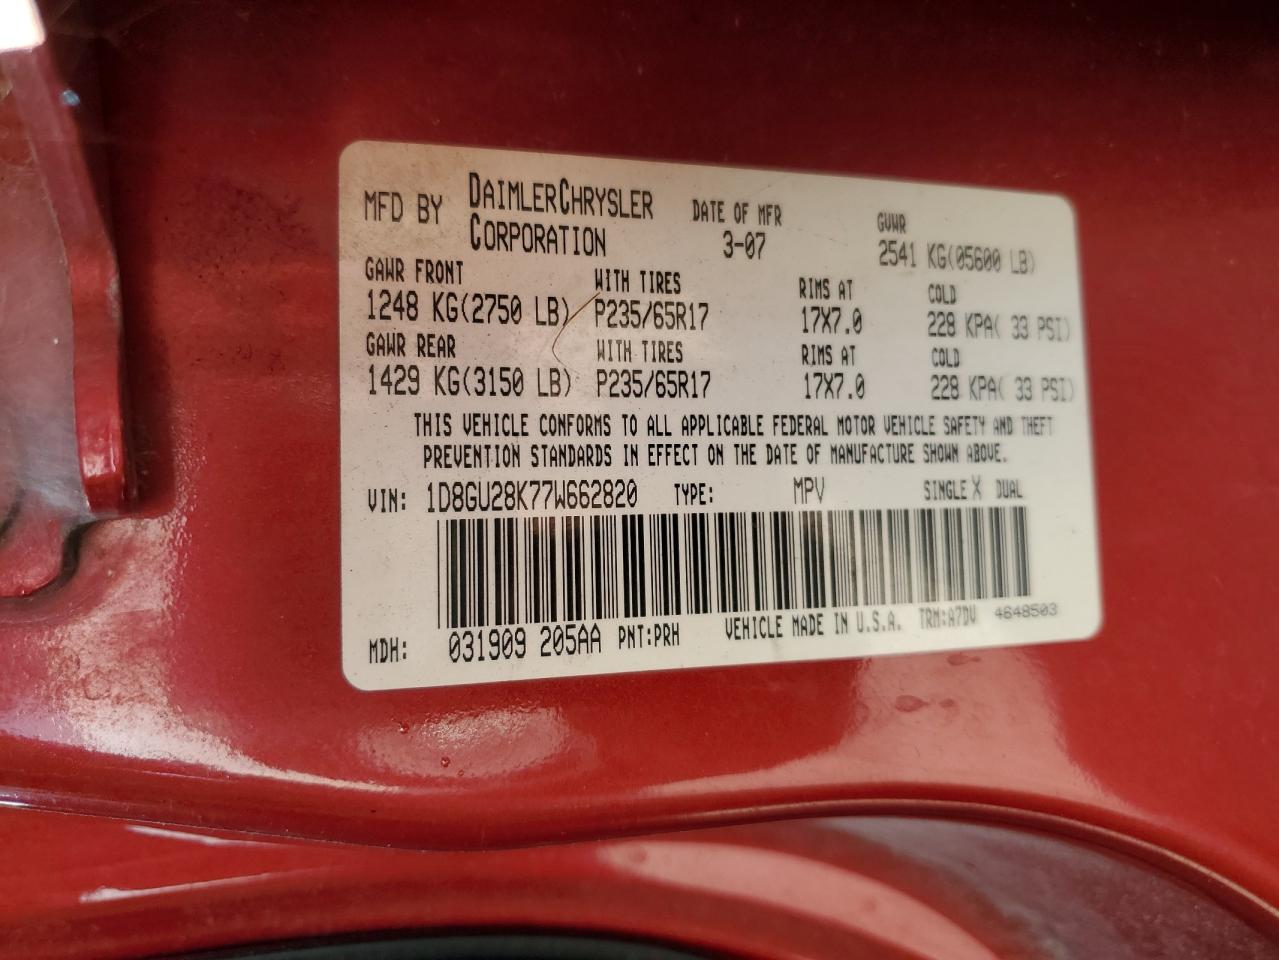 MFD BY DAIMLERCHRYSLER CORPORATION DATE OF MFR 3-07 GVWR 2541 KG(05600 LB)
GAWR FRONT WITH TIRES RIMS AT COLD
1248 KG(2750 LB) P235/65R17 17X7.0 228 KPA( 33 PSI)
GAWR REAR WITH TIRES RIMS AT COLD
1429 KG(3150 LB) P235/65R17 17X7.0 228 KPA( 33 PSI)
THIS VEHICLE CONFORMS TO ALL APPLICABLE FEDERAL MOTOR VEHICLE SAFETY AND THEFT
PREVENTION STANDARDS IN EFFECT ON THE DATE OF MANUFACTURE SHOWN ABOVE.
VIN: 1D8GU28K77W662820 TYPE: MPV SINGLE X DUAL
MDH: 031909 205AA PNT:PRH VEHICLE MADE IN U.S.A. TRM:A7DV 4648503